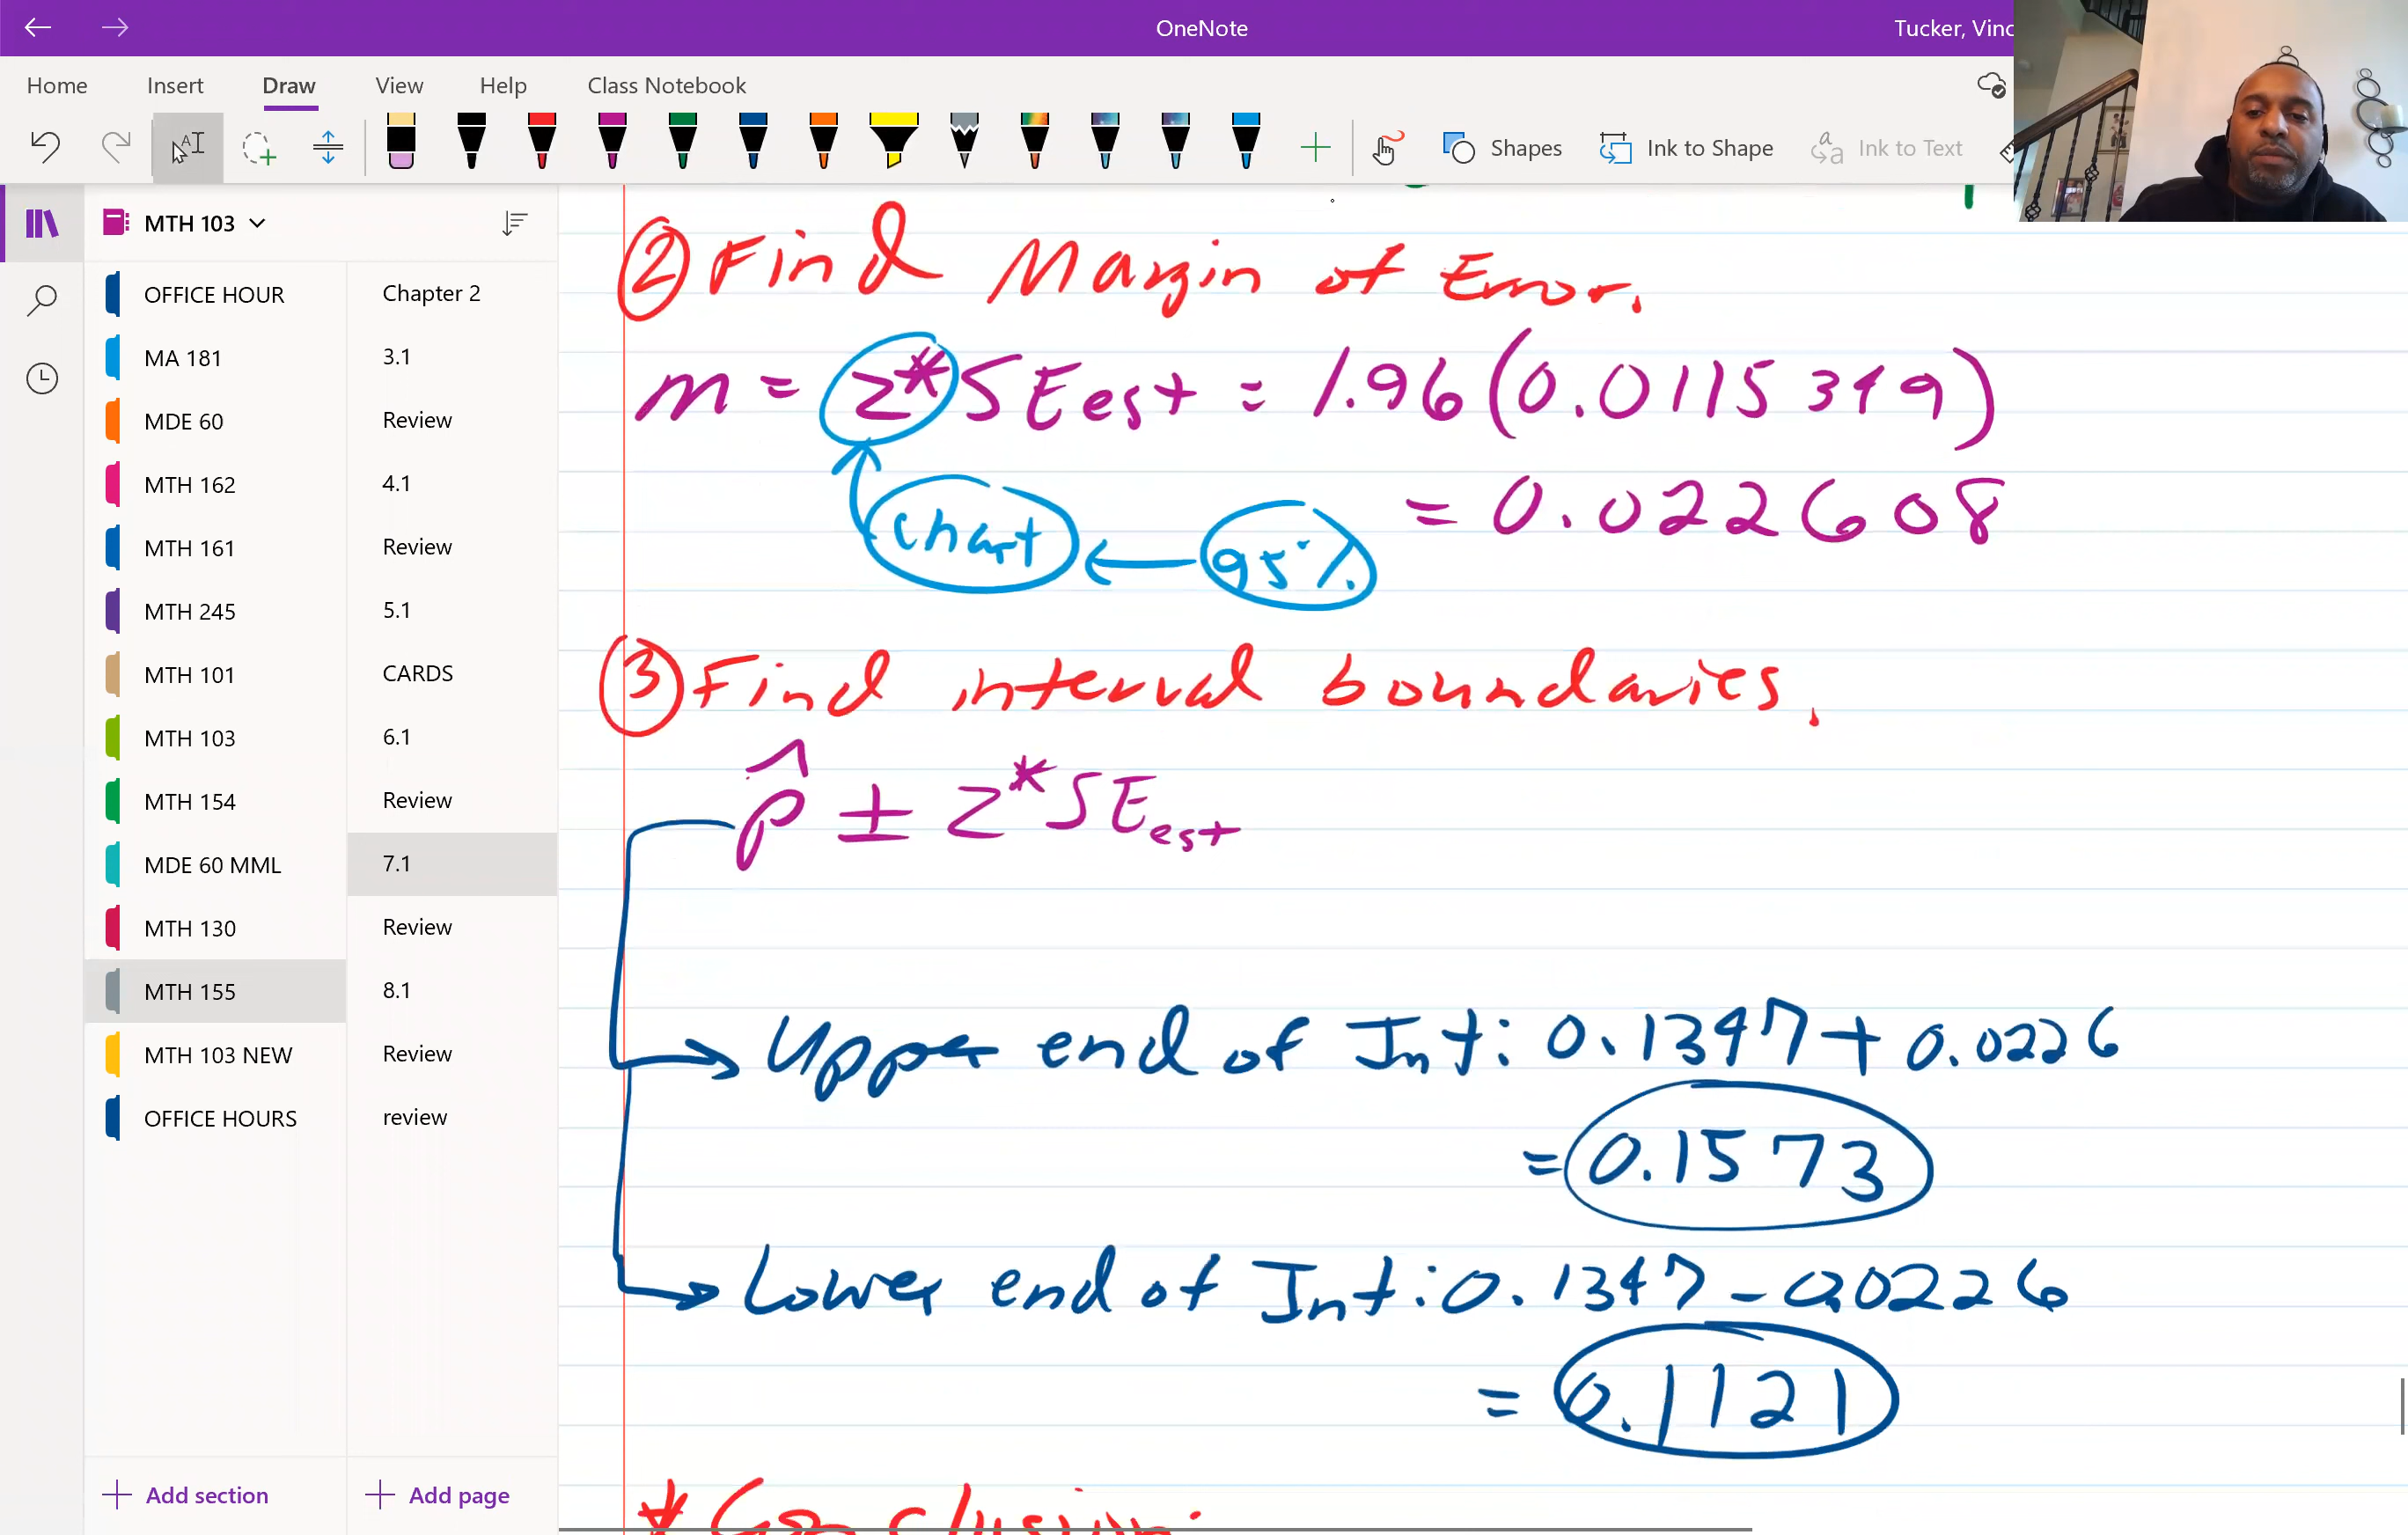 OneNote
Tucker, Vinc
Home Insert Draw View Help Class Notebook
Shapes Ink to Shape Ink to Text
MTH 103
OFFICE HOUR
MA 181
MDE 60
MTH 162
MTH 161
MTH 245
MTH 101
MTH 103
MTH 154
MDE 60 MML
MTH 130
MTH 155
MTH 103 NEW
OFFICE HOURS
Add section
Chapter 2
3.1
Review
4.1
Review
5.1
CARDS
6.1
Review
7.1
Review
8.1
Review
review
Add page
② Find Margin of Error.
m = z* SEest = 1.96 (0.0115349)
chart ← 95% = 0.022608
③ Find interval boundaries.
p̂ ± z* SEest
Upper end of Int: 0.1347 + 0.0226
= 0.1573
Lower end of Int: 0.1347 - 0.0226
= 0.1121
* Conclusion: